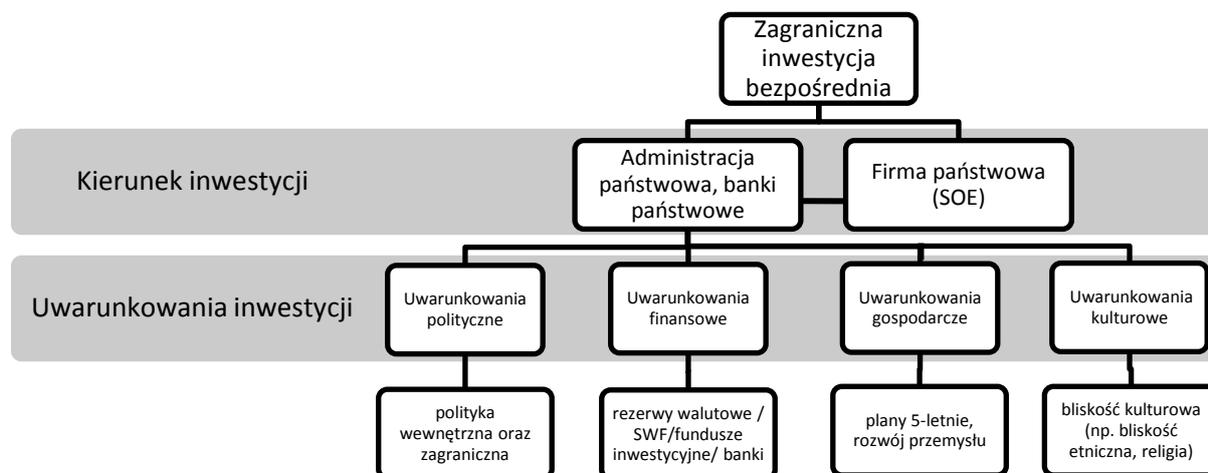 Zagraniczna
inwestycja
bezpośrednia
Kierunek inwestycji
Administracja
państwowa, banki
państwowe
Firma państwowa
(SOE)
Uwarunkowania inwestycji
Uwarunkowania
polityczne
Uwarunkowania
finansowe
Uwarunkowania
gospodarcze
Uwarunkowania
kulturowe
polityka
wewnętrzna oraz
zagraniczna
rezerwy walutowe /
SWF/fundusze
inwestycyjne/ banki
plany 5-letnie,
rozwój przemysłu
bliskość kulturowa
(np. bliskość
etniczna, religia)